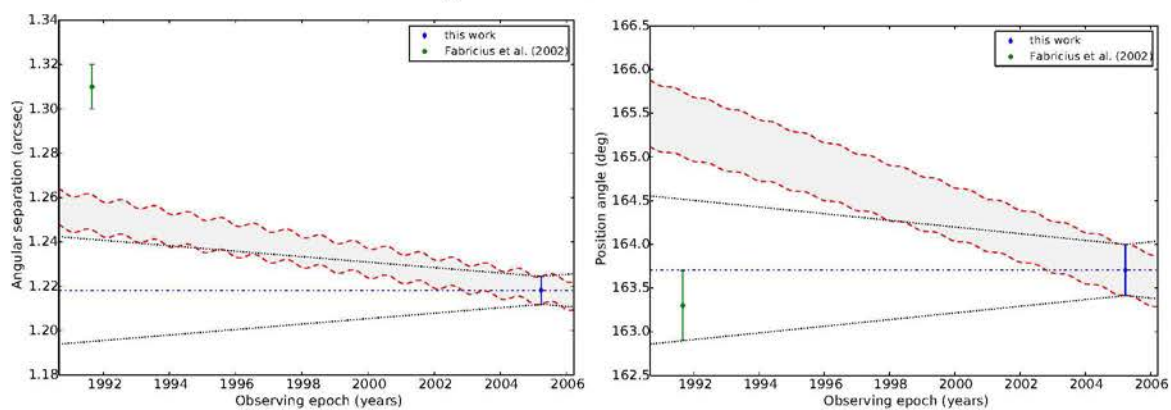 1.34
1.32
1.30
1.28
1.26
1.24
1.22
1.20
1.18
Angular separation (arcsec)
this work
Fabricius et al. (2002)
1992 1994 1996 1998 2000 2002 2004 2006
Observing epoch (years)
166.5
166.0
165.5
165.0
164.5
164.0
163.5
163.0
162.5
Position angle (deg)
this work
Fabricius et al. (2002)
1992 1994 1996 1998 2000 2002 2004 2006
Observing epoch (years)